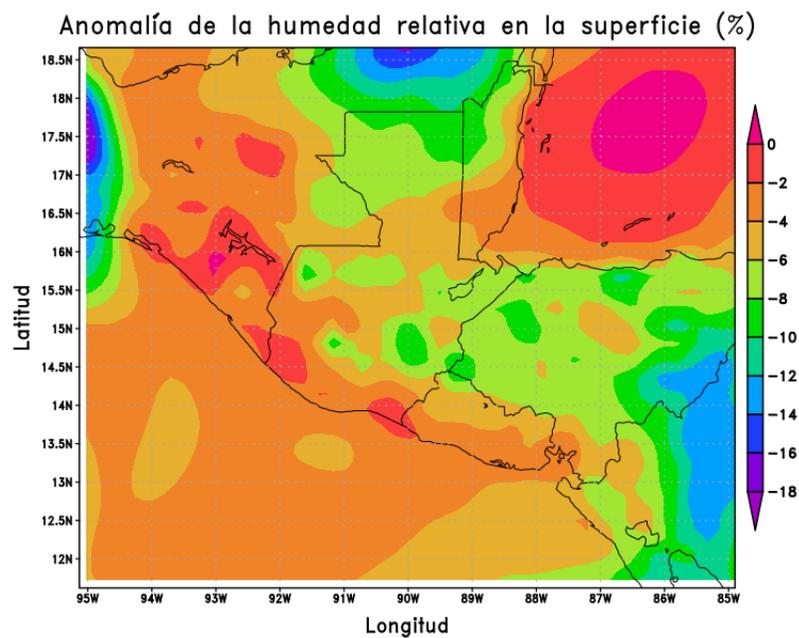 Anomalía de la humedad relativa en la superficie (%)
Latitud
18.5N
18N
17.5N
17N
16.5N
16N
15.5N
15N
14.5N
14N
13.5N
13N
12.5N
12N
95W 94W 93W 92W 91W 90W 89W 88W 87W 86W 85W
Longitud
0
−2
−4
−6
−8
−10
−12
−14
−16
−18